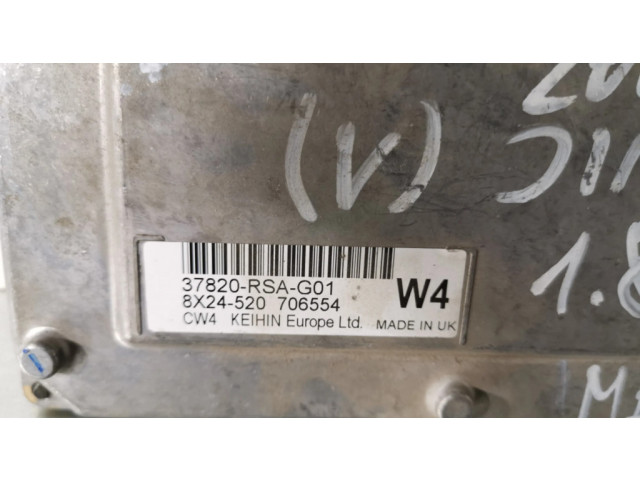 (V)
1.8
37820-RSA-G01
8X24-520 706554
W4
CW4 KEIHIN Europe Ltd. MADE IN UK